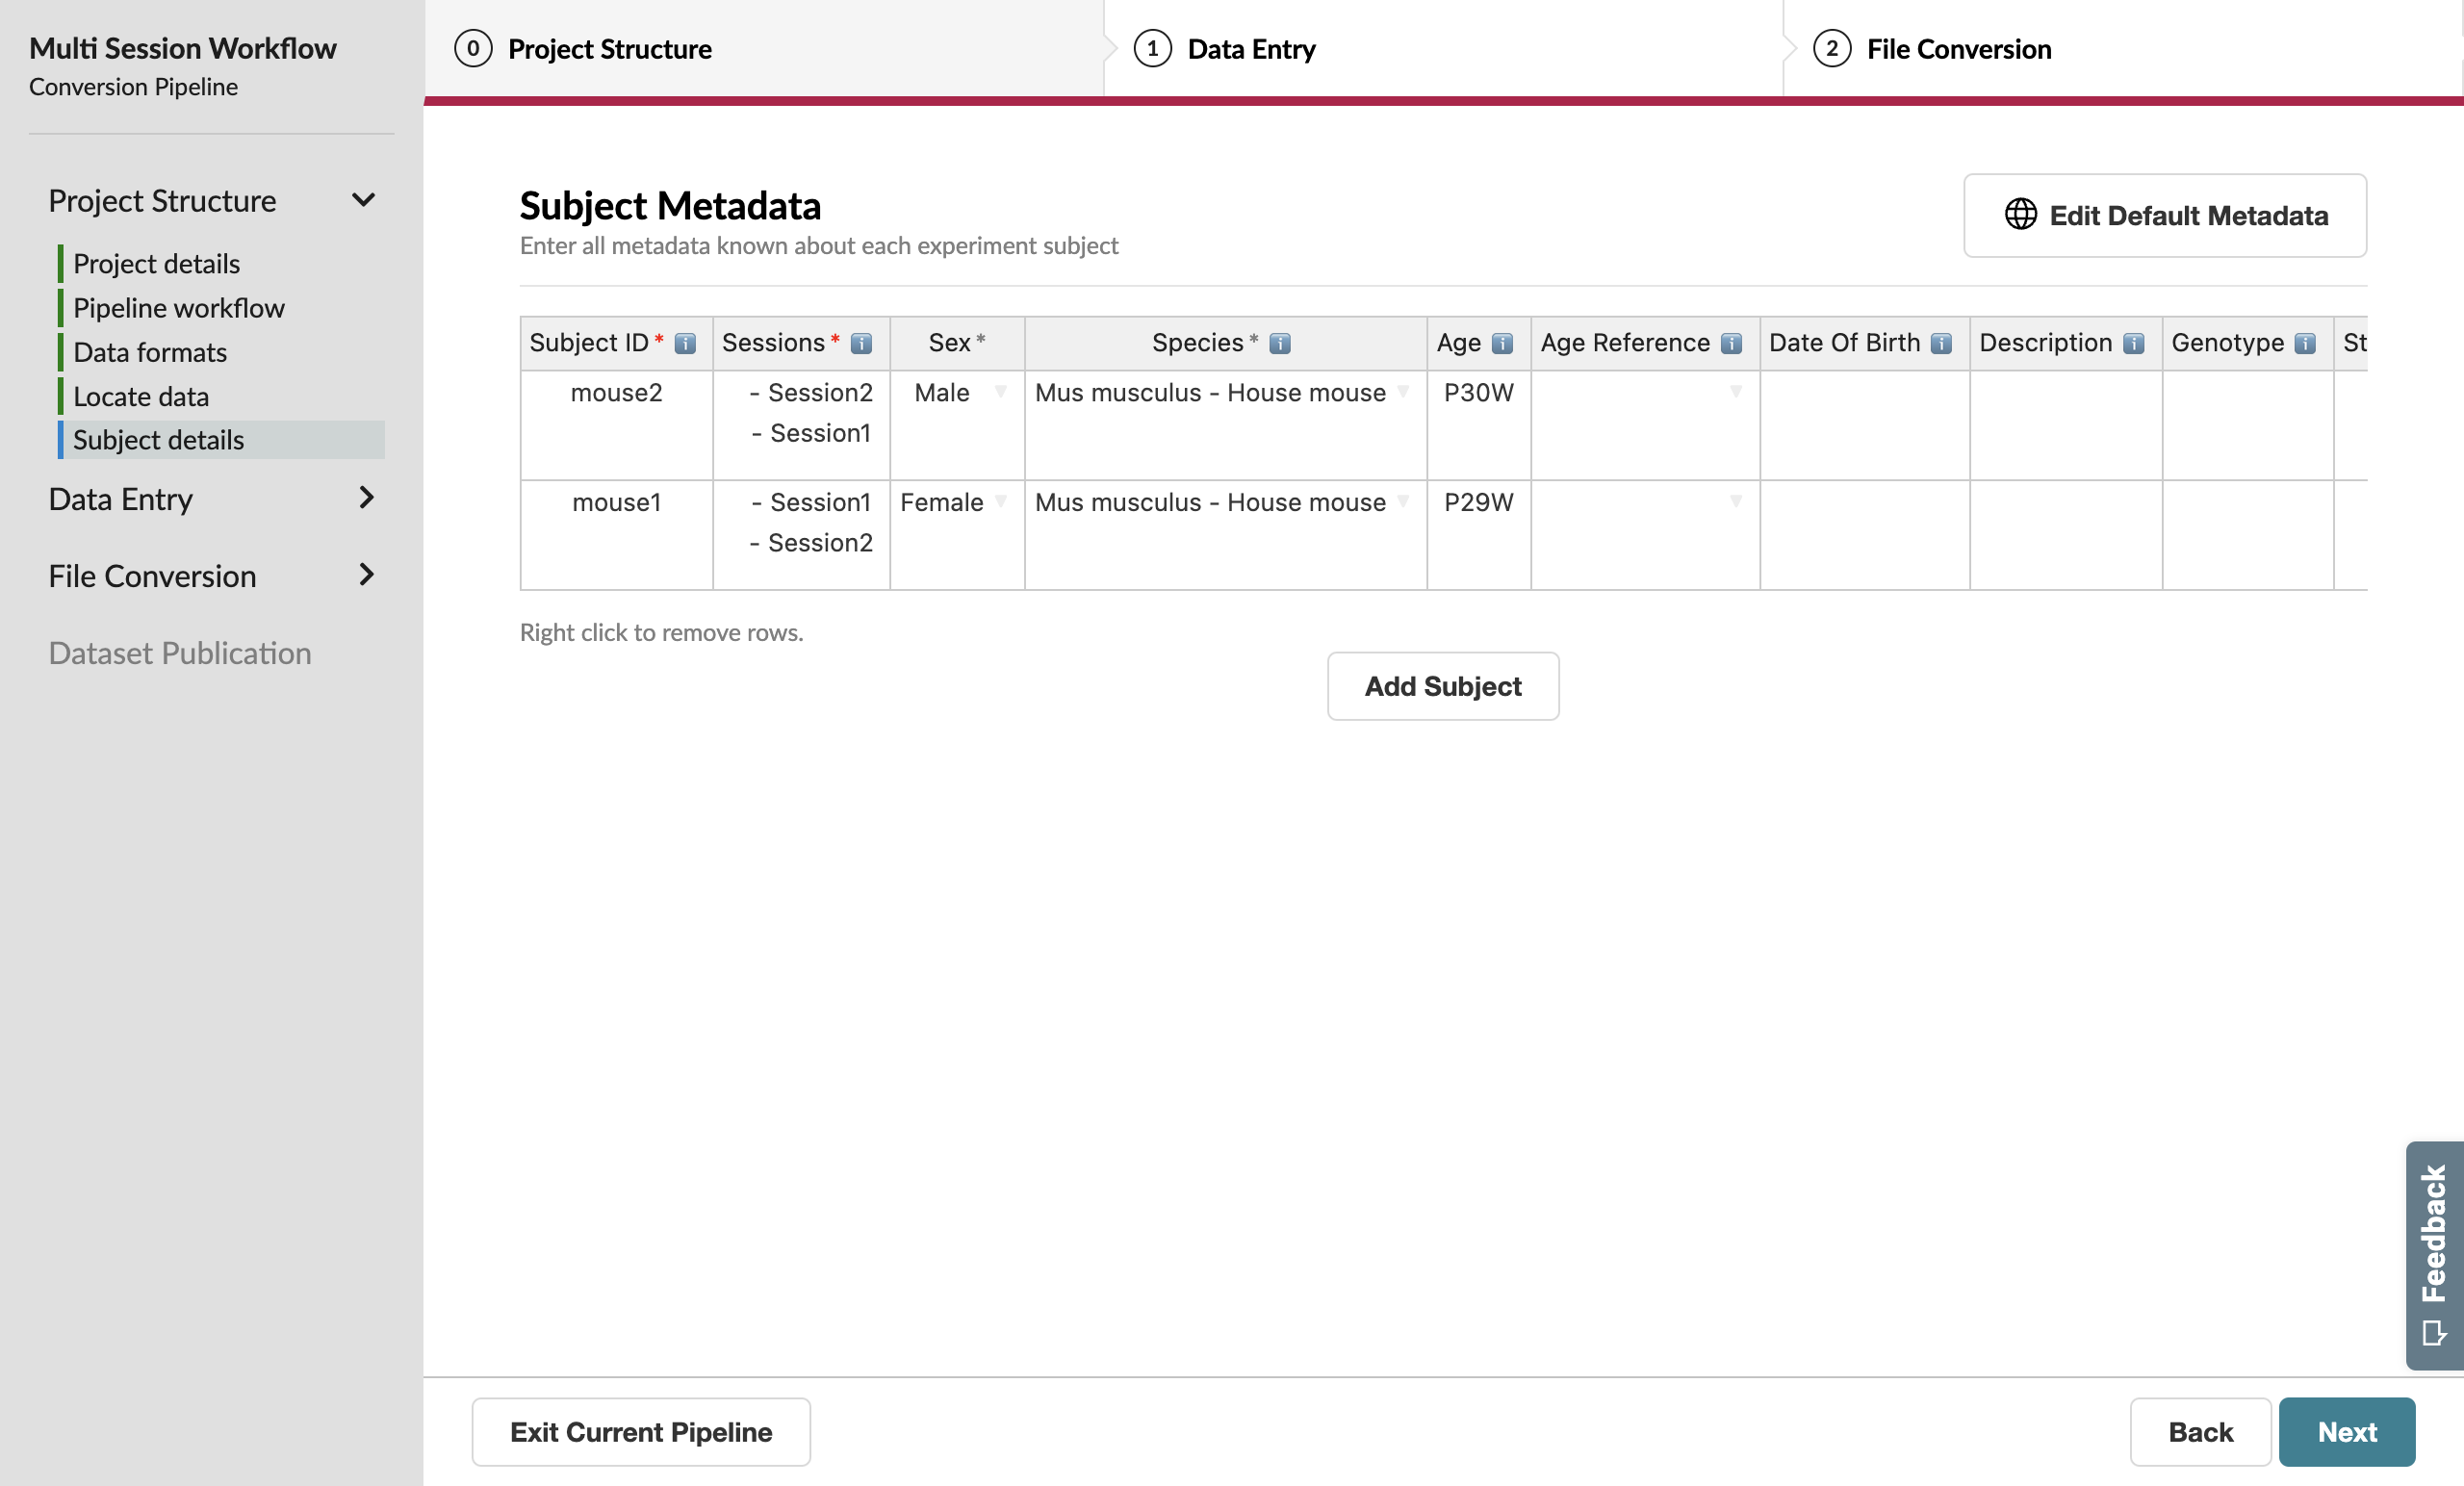 Multi Session Workflow
Conversion Pipeline
Project Structure
Project details
Pipeline workflow
Data formats
Locate data
Subject details
Data Entry
File Conversion
Dataset Publication
0 Project Structure
1 Data Entry
2 File Conversion
Subject Metadata
Enter all metadata known about each experiment subject
Edit Default Metadata
Subject ID * i Sessions * i Sex * Species * i Age i Age Reference i Date Of Birth i Description i Genotype i St
mouse2 - Session2 Male Mus musculus - House mouse P30W
- Session1
mouse1 - Session1 Female Mus musculus - House mouse P29W
- Session2
Right click to remove rows.
Add Subject
Feedback
Exit Current Pipeline
Back
Next